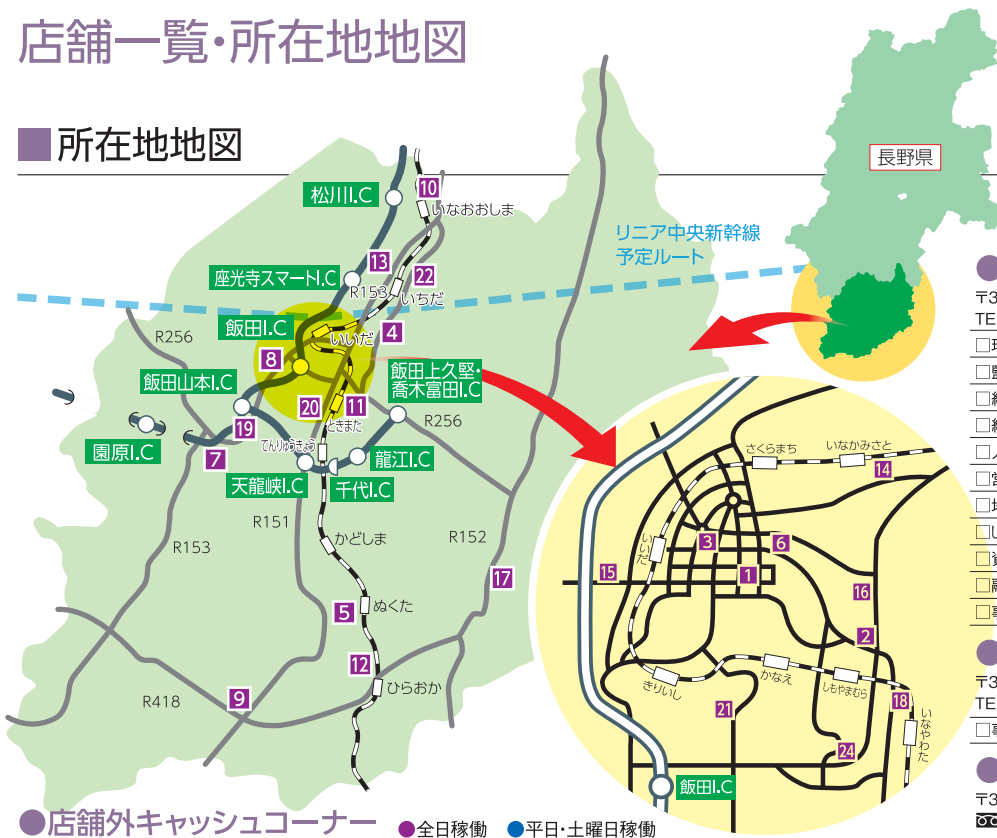 店舗一覧・所在地地図
所在地地図
長野県
リニア中央新幹線
予定ルート
松川I.C
10
いなおおしま
座光寺スマートI.C
13
22
R153
いちだ
飯田I.C
いいだ
4
R256
8
飯田山本I.C
飯田上久堅・
喬木富田I.C
20
11
ときまた
R256
19
園原I.C
7
てんりゅうきょう
天龍峡I.C
千代I.C
龍江I.C
R151
かどしま
R153
R152
17
5
ぬくた
12
ひらおか
R418
9
さくらまち
いなかみさと
14
いいだ
3
6
15
1
16
2
きりいし
かなえ
しもやまむら
18
21
いなやわた
24
飯田I.C
〒3
TE
〒3
TE
〒3
●店舗外キャッシュコーナー
●全日稼働
●平日・土曜日稼働